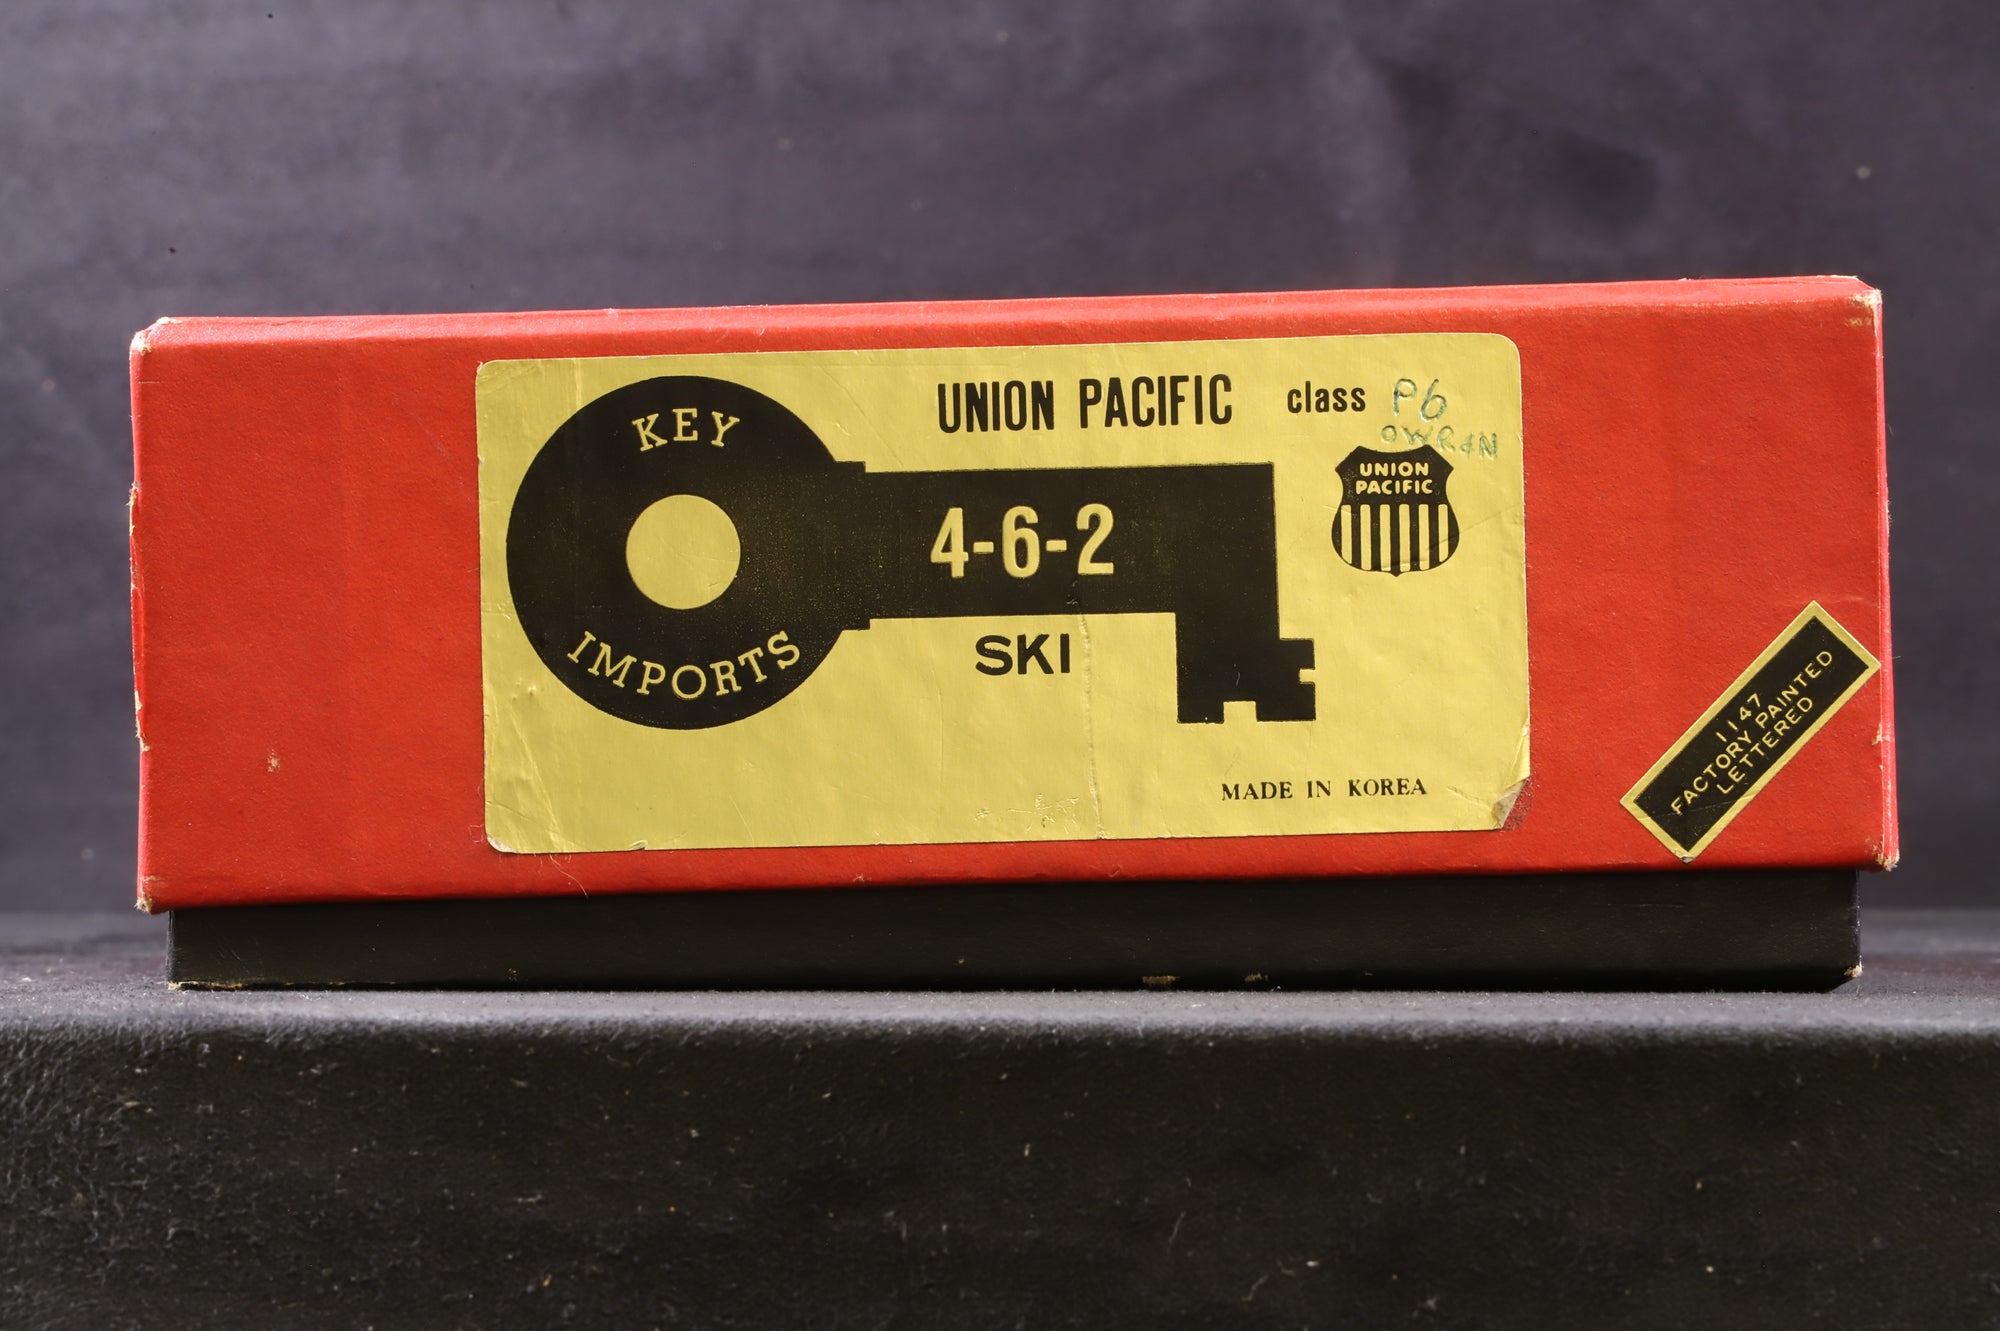 KEY
IMPORTS
UNION PACIFIC class P6
OWR&N
UNION
PACIFIC
4-6-2
SKI
MADE IN KOREA
1147
FACTORY PAINTED
LETTERED